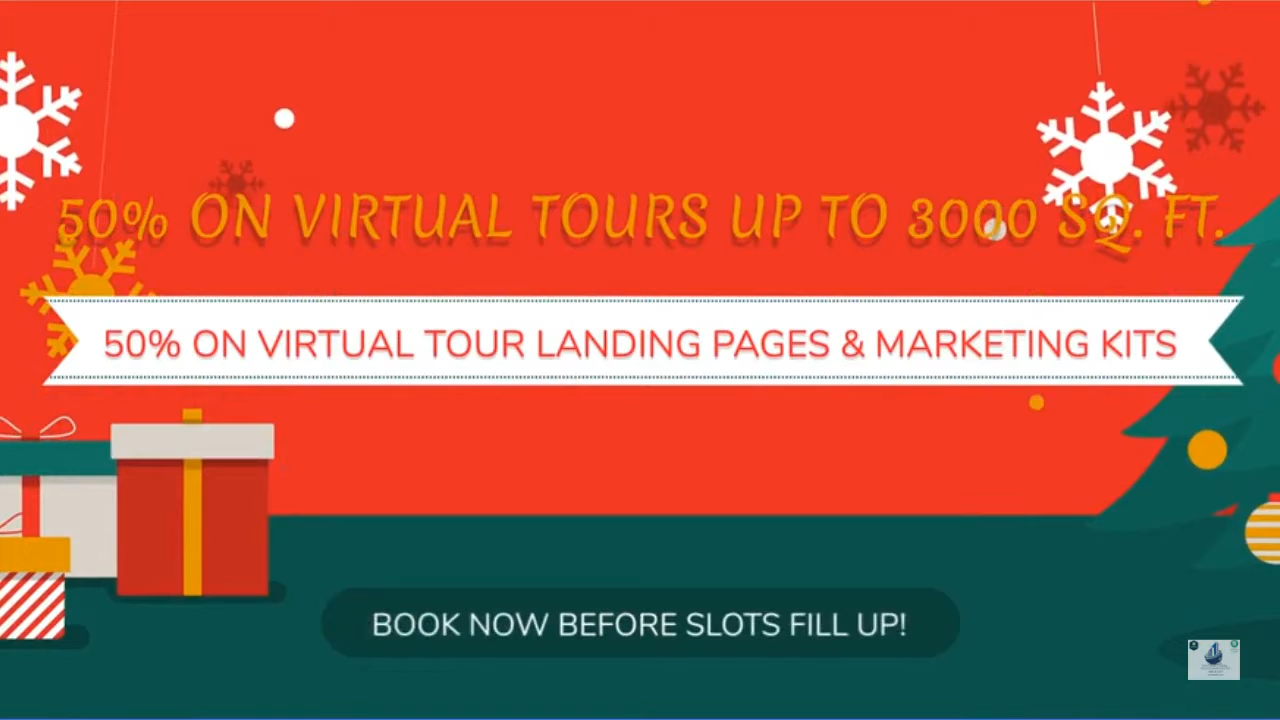 50% ON VIRTUAL TOURS UP TO 3000 SQ. FT.
50% ON VIRTUAL TOUR LANDING PAGES & MARKETING KITS
BOOK NOW BEFORE SLOTS FILL UP!